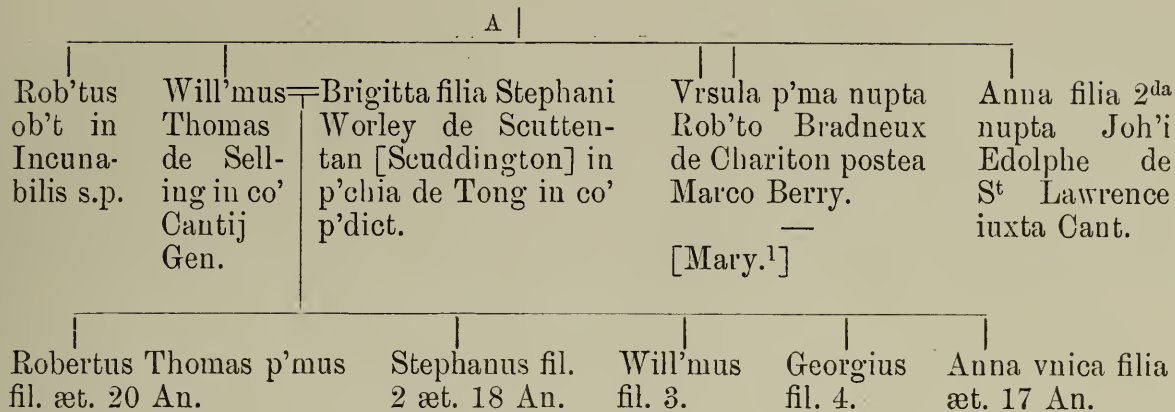 A
Rob'tus
ob't in
Incuna-
bilis s.p.
Will'mus=Brigitta filia Stephani
Thomas
de Sell-
ing in co'
Cantij
Gen.
Worley de Scutten-
tan [Scuddington] in
p'chia de Tong in co'
p'dict.
Vrsula p'ma nupta
Rob'to Bradneux
de Chariton postea
Marco Berry.
—
[Mary.¹]
Anna filia 2ᵈᵃ
nupta Joh'i
Edolphe de
Sᵗ Lawrence
iuxta Cant.
Robertus Thomas p'mus
fil. æt. 20 An.
Stephanus fil.
2 æt. 18 An.
Will'mus
fil. 3.
Georgius
fil. 4.
Anna vnica filia
æt. 17 An.